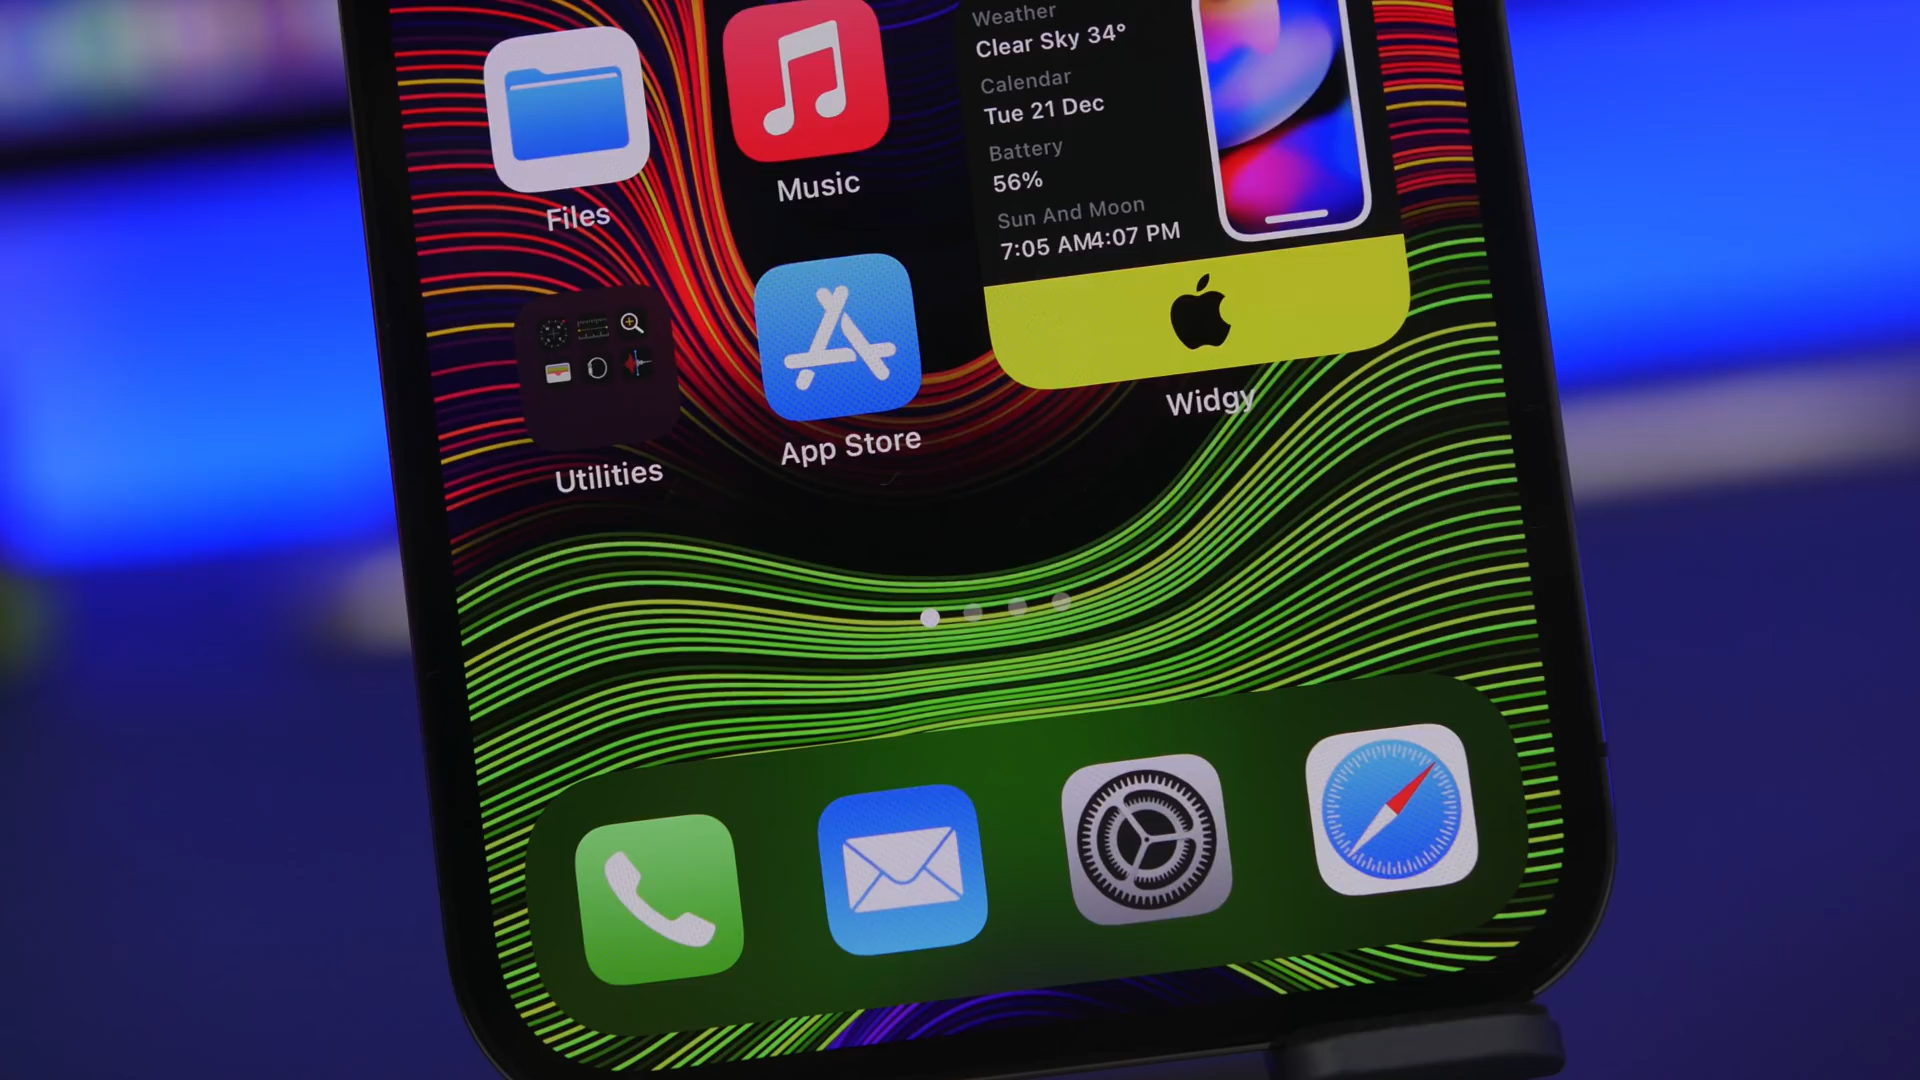 Weather
Clear Sky 34°
Calendar
Tue 21 Dec
Battery
56%
Sun And Moon
7:05 AM4:07 PM
Files
Music
Utilities
App Store
Widgy